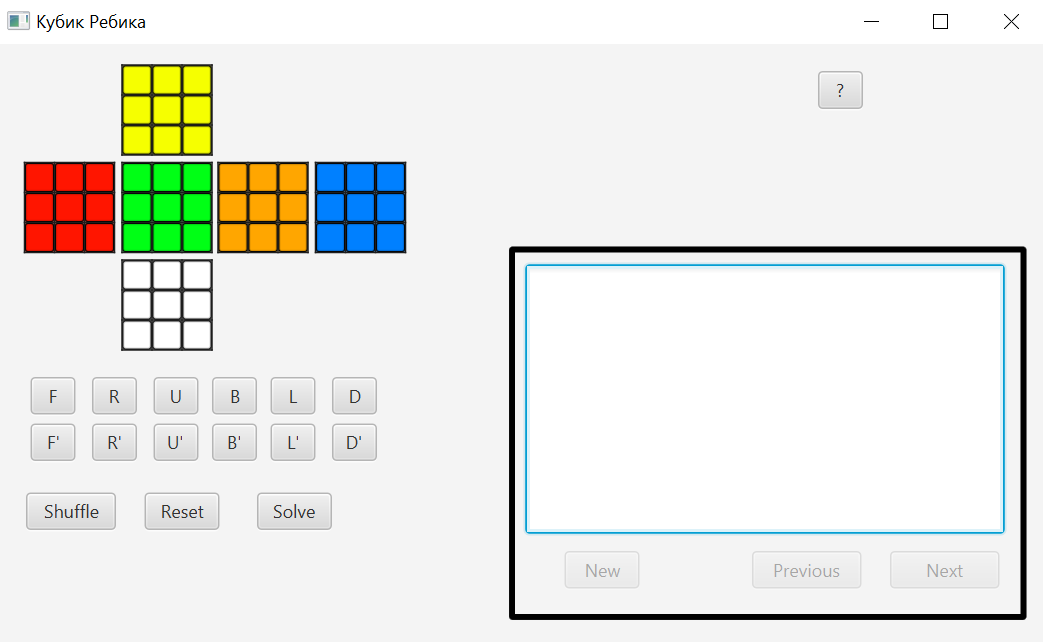 Кубик Ребика
?
F R U B L D
F' R' U' B' L' D'
Shuffle Reset Solve
New Previous Next